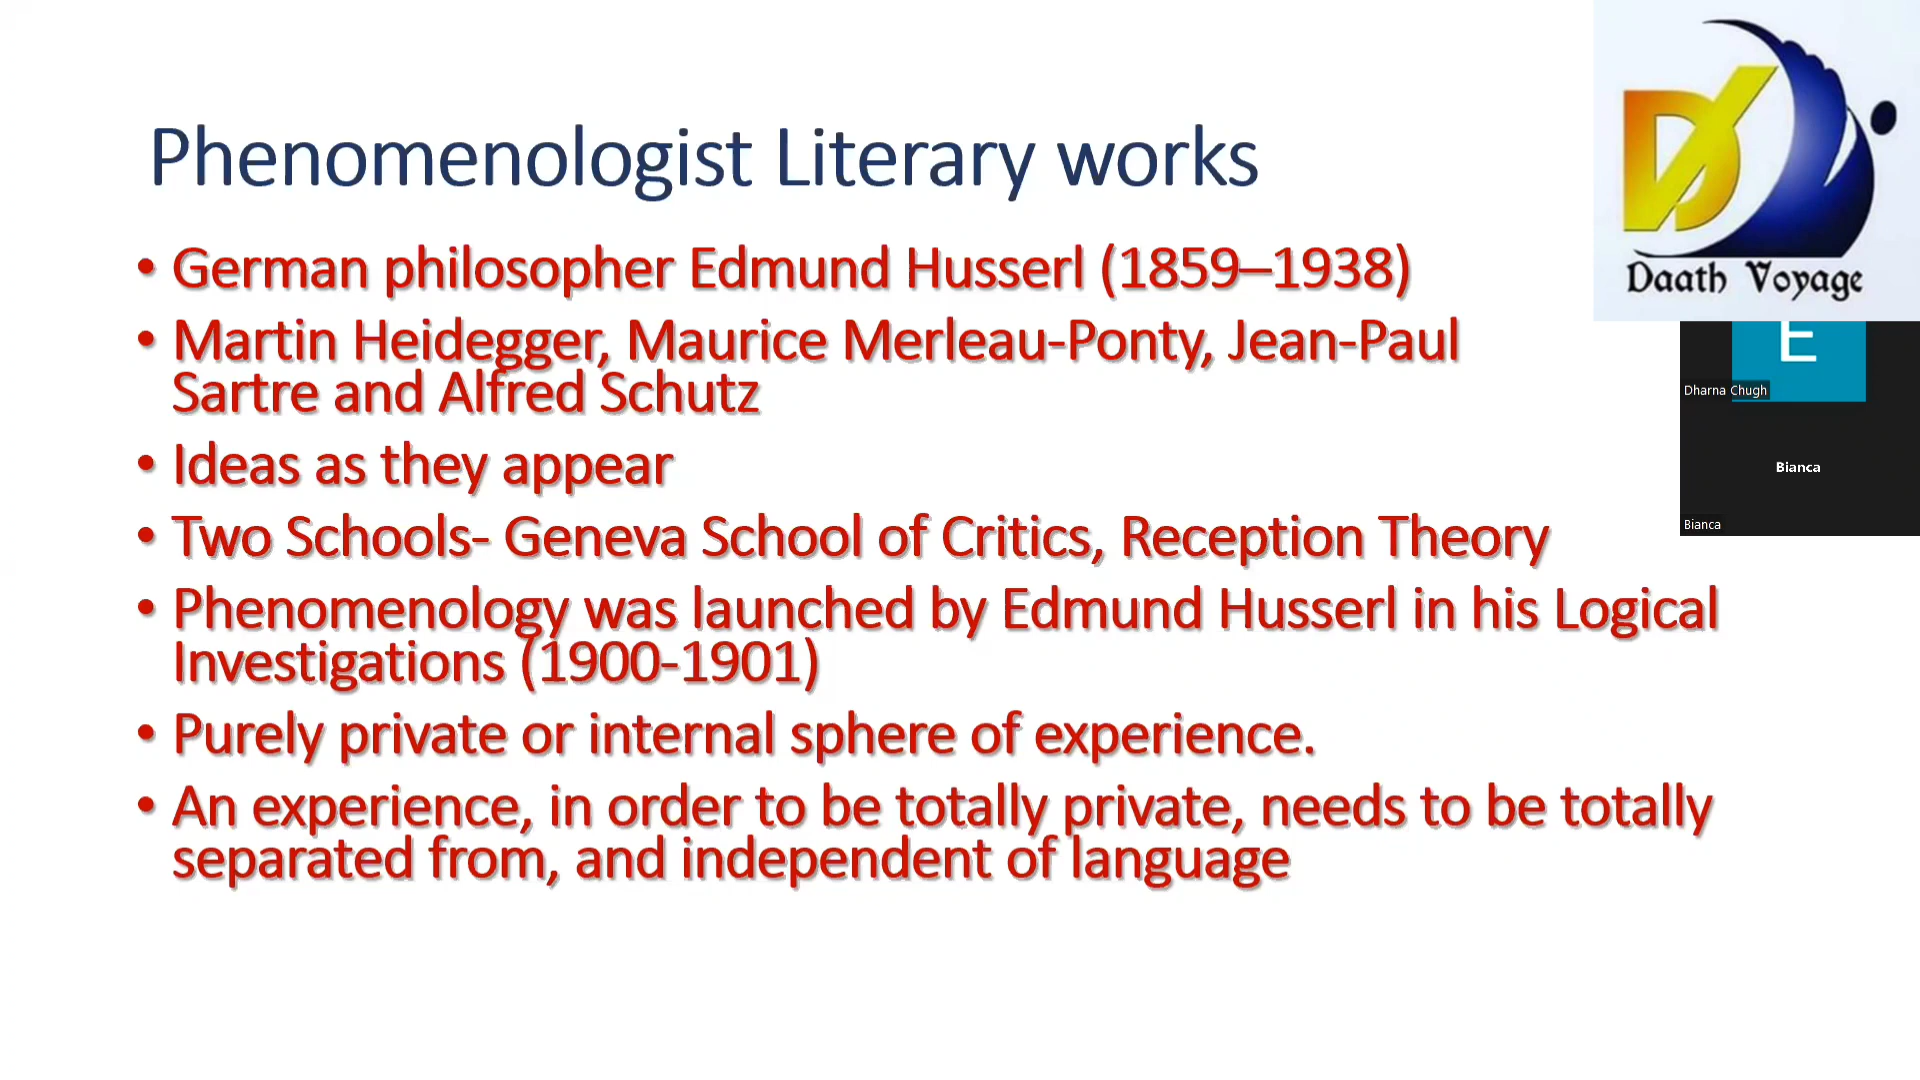 Phenomenologist Literary works
• German philosopher Edmund Husserl (1859–1938)
• Martin Heidegger, Maurice Merleau-Ponty, Jean-Paul
Sartre and Alfred Schutz
• Ideas as they appear
• Two Schools- Geneva School of Critics, Reception Theory
• Phenomenology was launched by Edmund Husserl in his Logical
Investigations (1900-1901)
• Purely private or internal sphere of experience.
• An experience, in order to be totally private, needs to be totally
separated from, and independent of language
D
Daath Voyage
E
Dharna Chugh
Bianca
Bianca